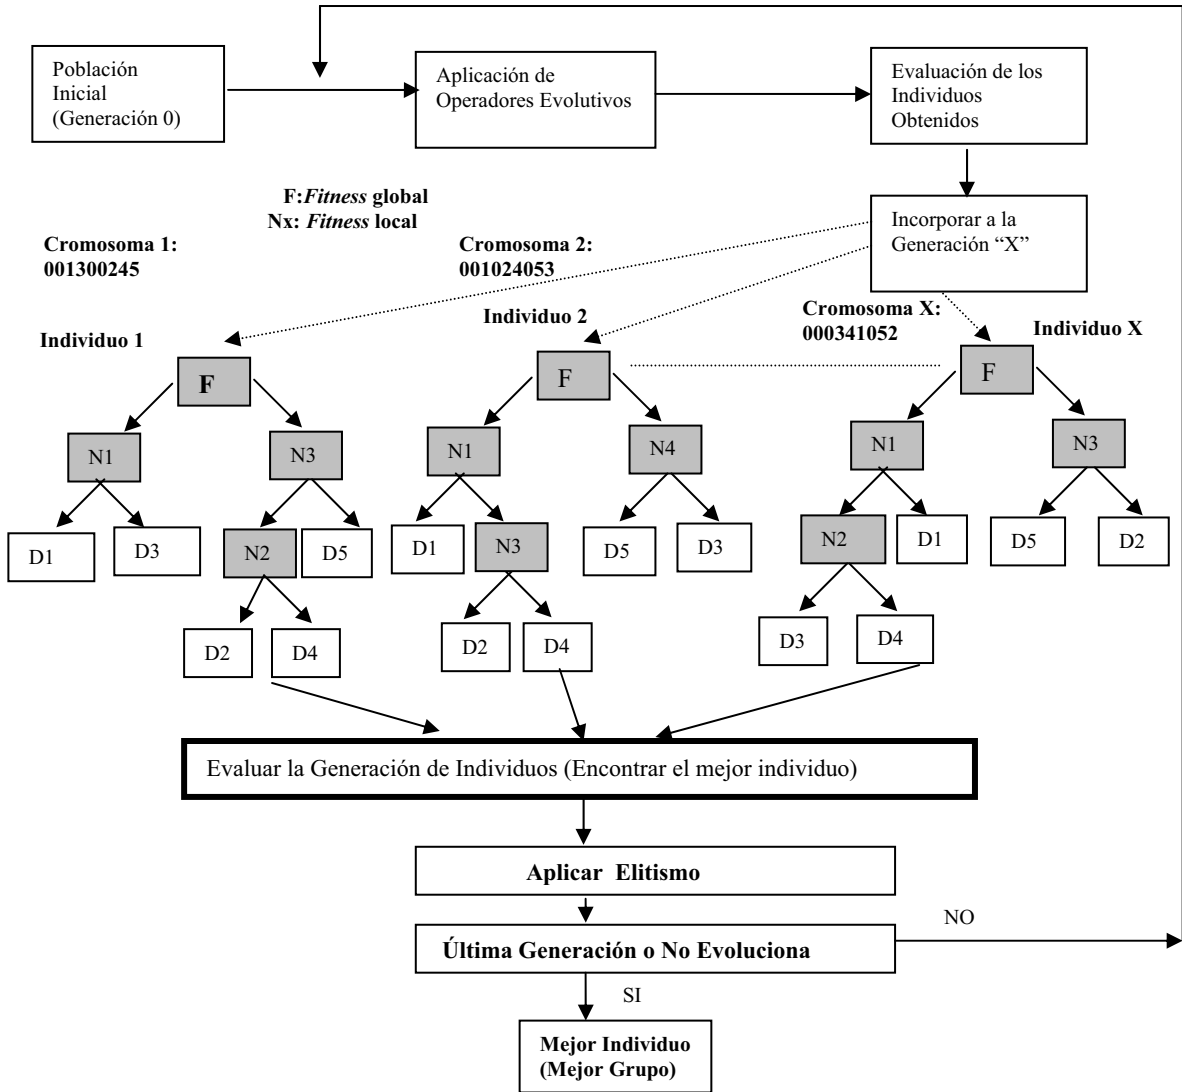 Población
Inicial
(Generación 0)
Aplicación de
Operadores Evolutivos
Evaluación de los
Individuos
Obtenidos
F:Fitness global
Nx: Fitness local
Incorporar a la
Generación “X”
Cromosoma 1:
001300245
Cromosoma 2:
001024053
Cromosoma X:
000341052
Individuo 1
Individuo 2
Individuo X
F
F
F
N1
N3
N1
N4
N1
N3
D1
D3
N2
D5
D1
N3
D5
D3
N2
D1
D5
D2
D2
D4
D2
D4
D3
D4
Evaluar la Generación de Individuos (Encontrar el mejor individuo)
Aplicar Elitismo
Última Generación o No Evoluciona
NO
SI
Mejor Individuo
(Mejor Grupo)